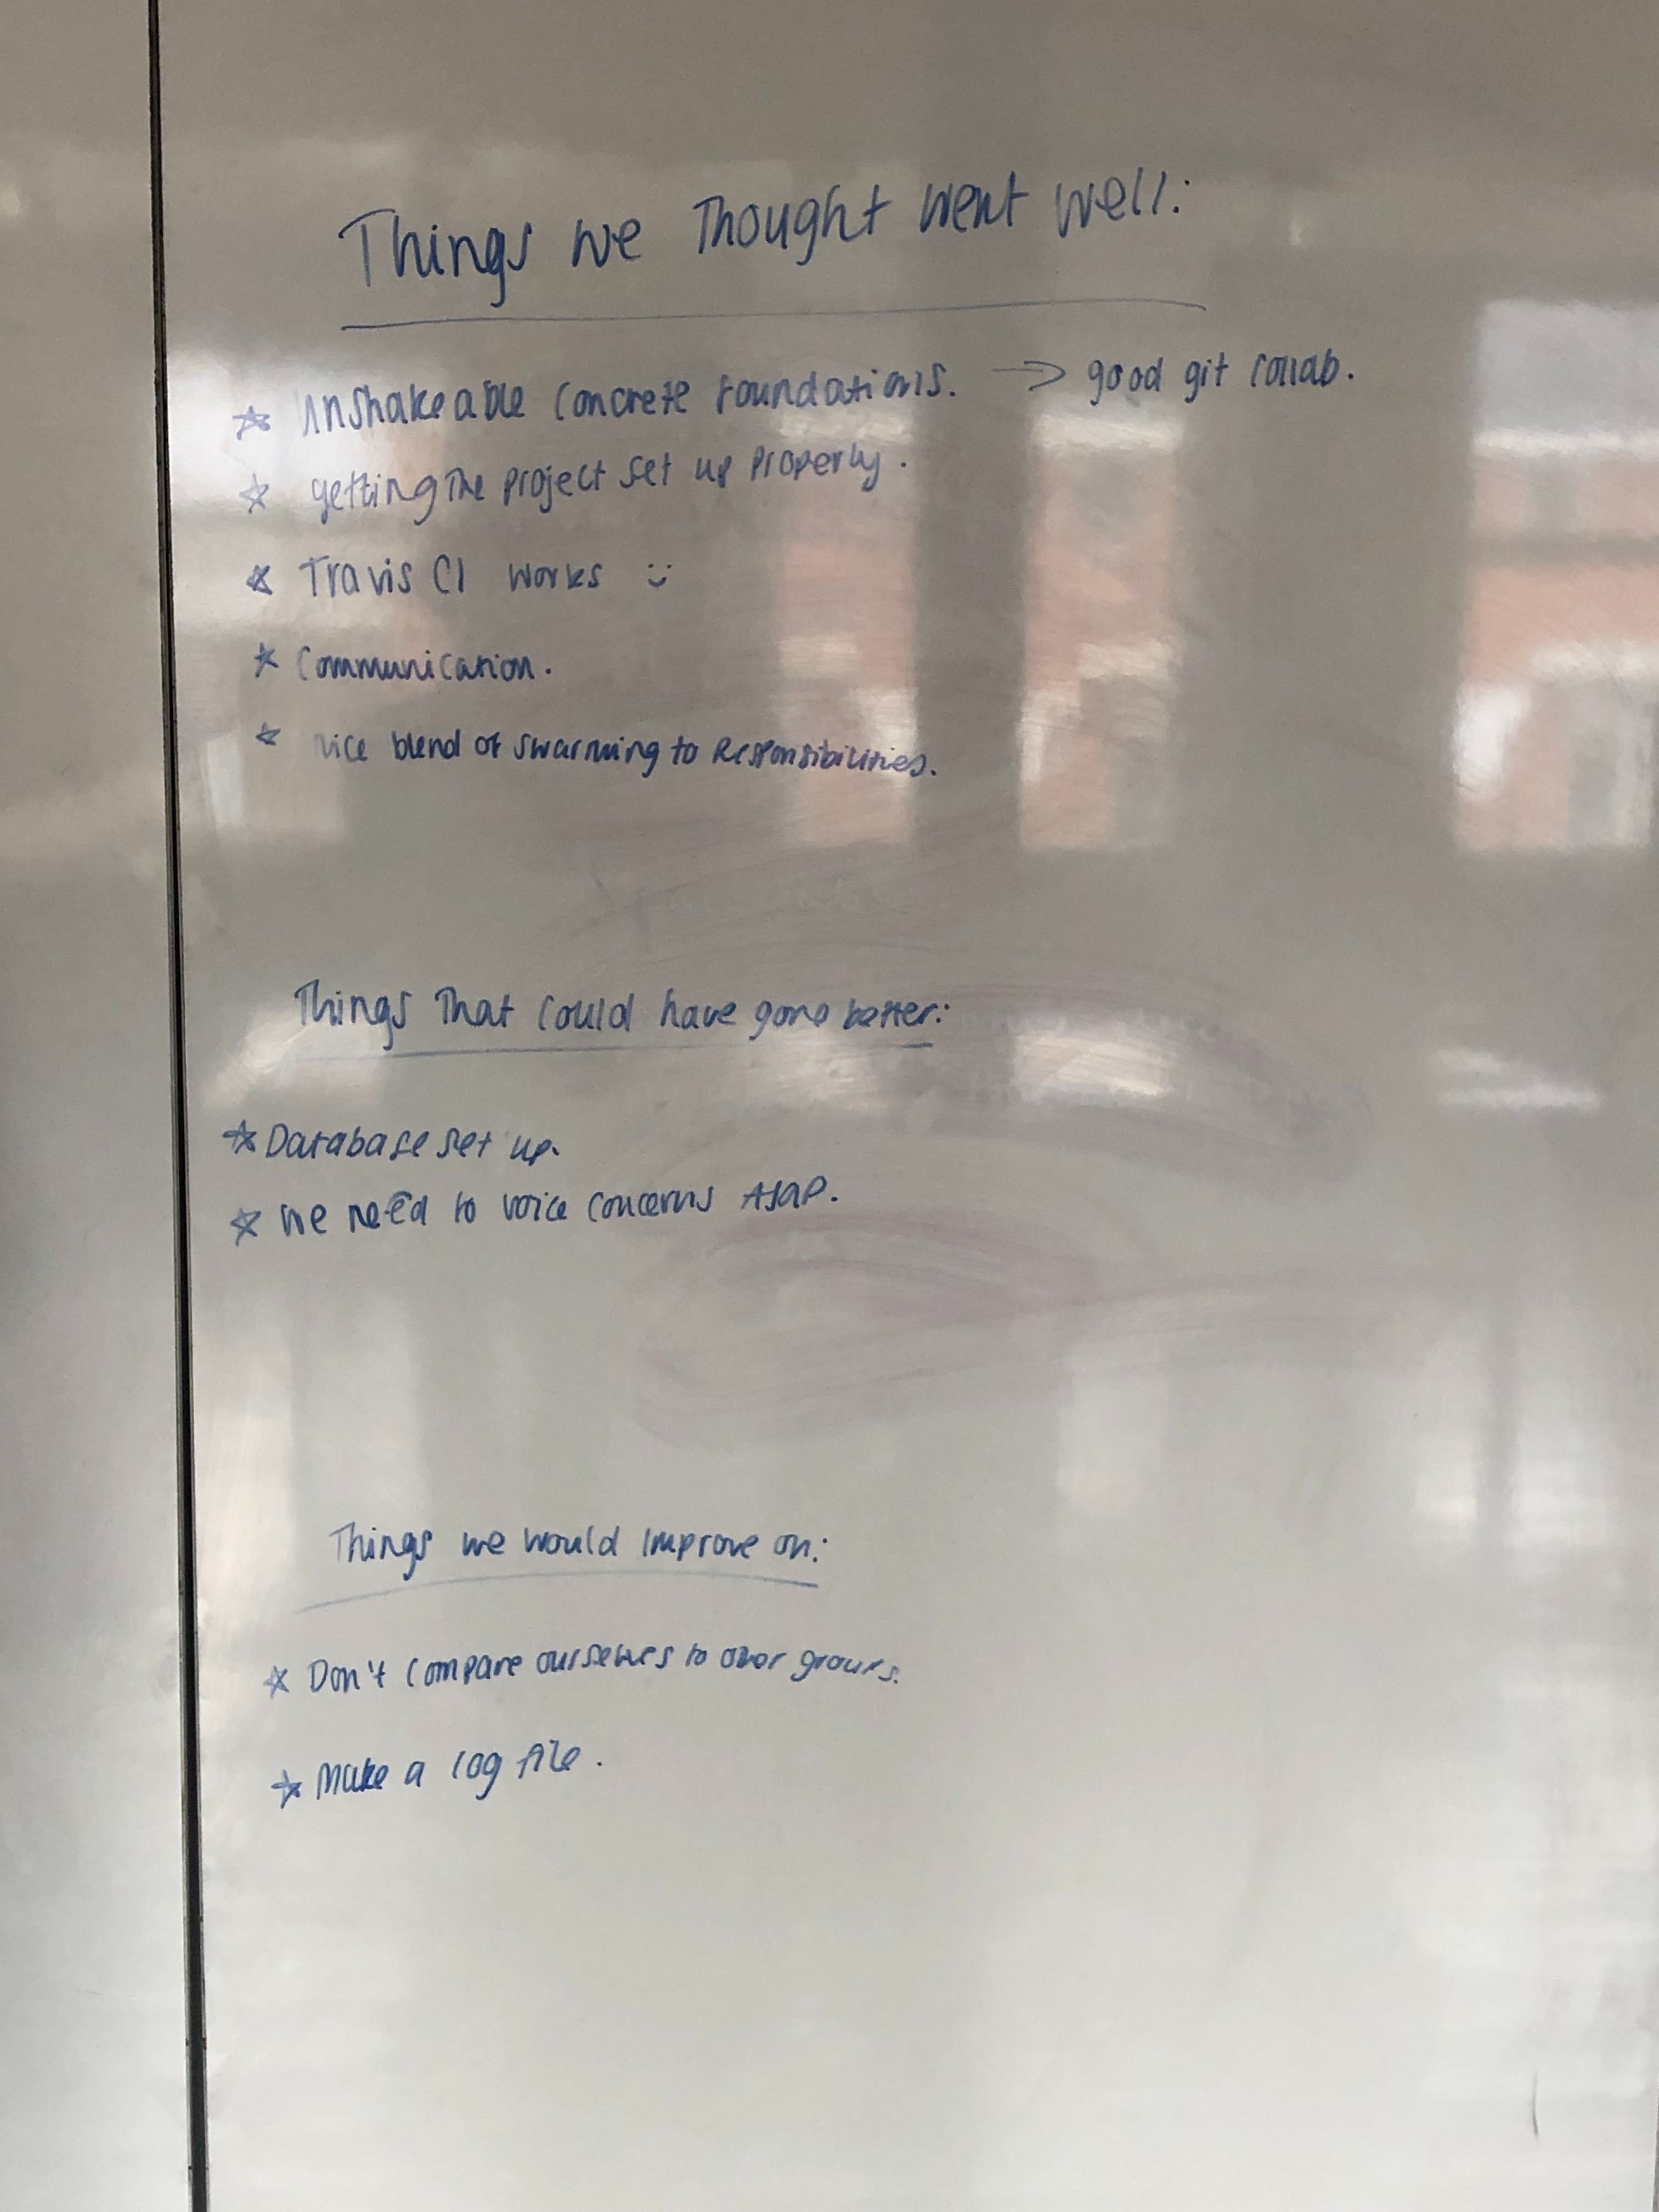 Things we Thought went well:
* Unshakeable concrete foundations. → good git collab.
* getting the project set up properly.
* Travis CI works :)
* Communication.
* nice blend of swarming to Responsibilities.
Things That could have gone better:
* Database set up.
* We need to voice concerns ASAP.
Things we would improve on:
* Don't compare ourselves to other groups.
* Make a log file.